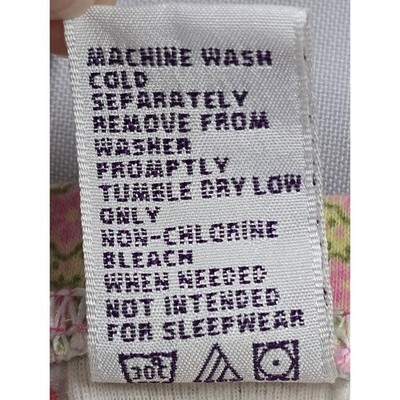 MACHINE WASH
COLD
SEPARATELY
REMOVE FROM
WASHER
PROMPTLY
TUMBLE DRY LOW
ONLY
NON-CHLORINE
BLEACH
WHEN NEEDED
NOT INTENDED
FOR SLEEPWEAR
30C